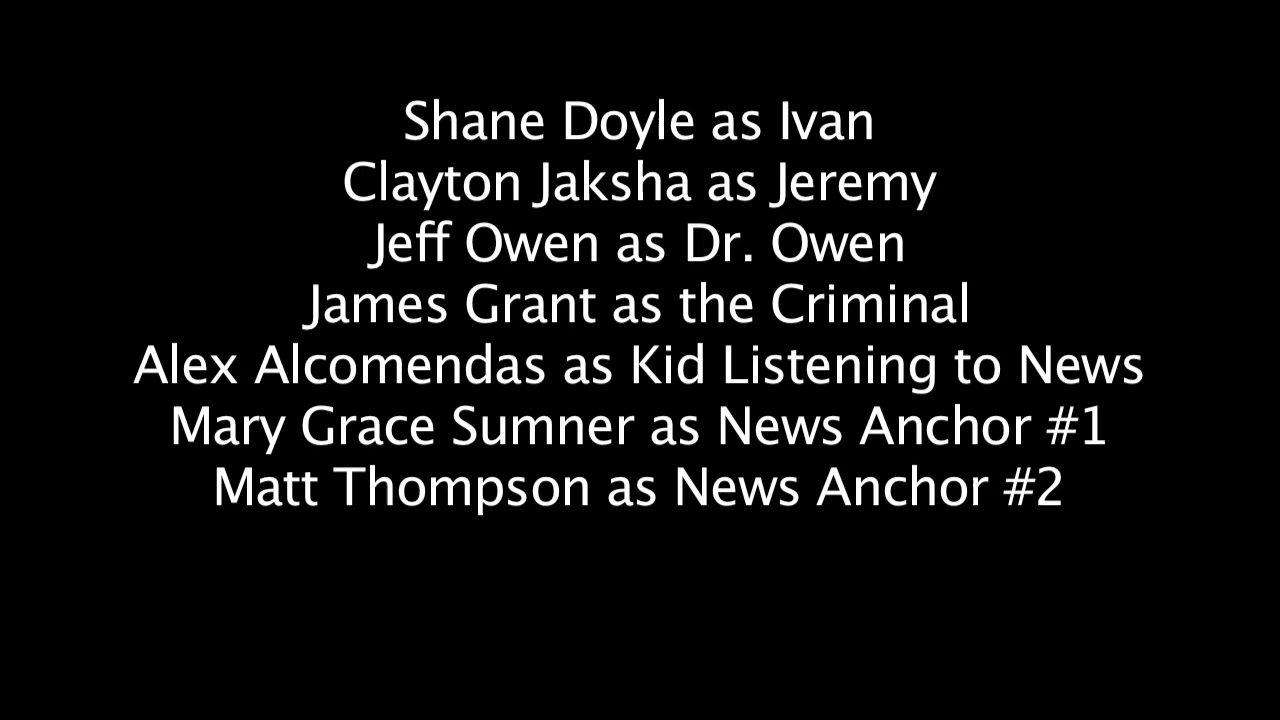 Shane Doyle as Ivan
Clayton Jaksha as Jeremy
Jeff Owen as Dr. Owen
James Grant as the Criminal
Alex Alcomendas as Kid Listening to News
Mary Grace Sumner as News Anchor #1
Matt Thompson as News Anchor #2